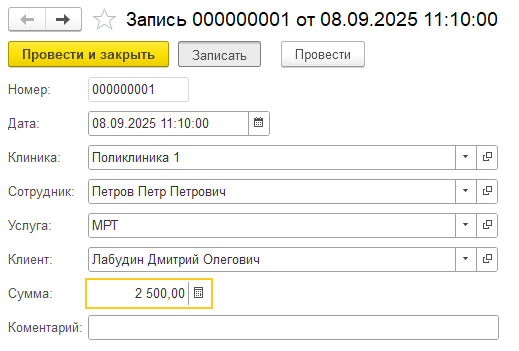 Запись 000000001 от 08.09.2025 11:10:00
Провести и закрыть Записать Провести
Номер: 000000001
Дата: 08.09.2025 11:10:00
Клиника: Поликлиника 1
Сотрудник: Петров Петр Петрович
Услуга: МРТ
Клиент: Лабудин Дмитрий Олегович
Сумма: 2 500,00
Коментарий: